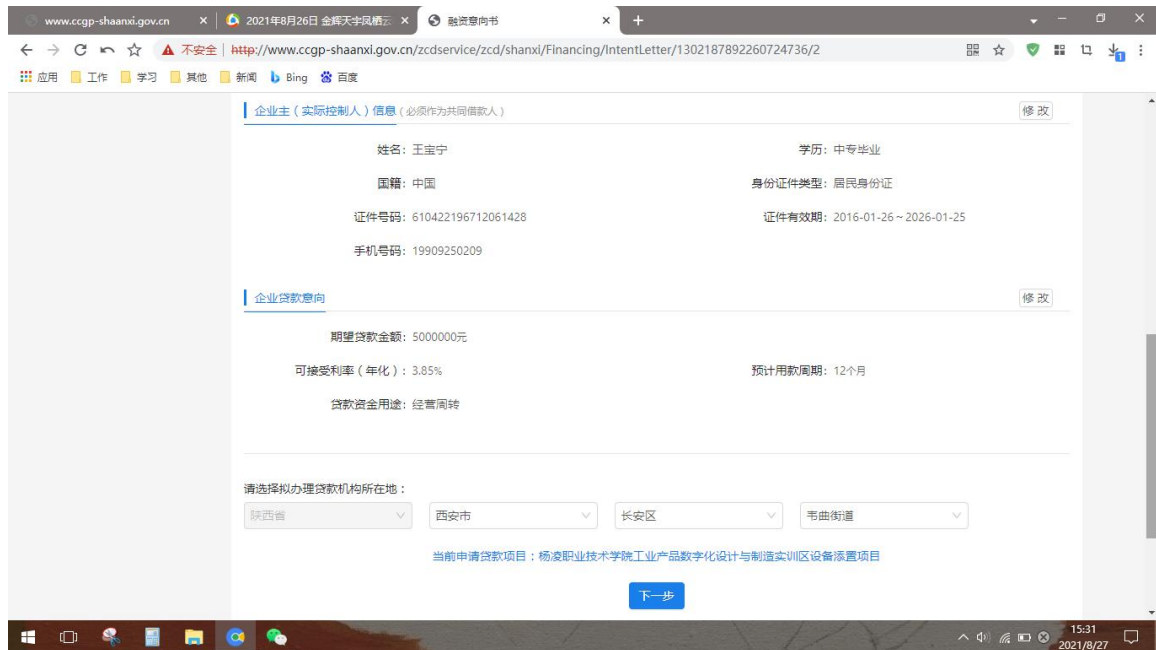 www.ccgp-shaanxi.gov.cn × 2021年8月26日 金辉天宇凤栖云 × 融资意向书 × +
不安全 | http://www.ccgp-shaanxi.gov.cn/zcdservice/zcd/shanxi/Financing/IntentLetter/1302187892260724736/2
应用 工作 学习 其他 新闻 Bing 百度
企业主（实际控制人）信息（必须作为共同借款人） 修改
姓名：王宝宁 学历：中专毕业
国籍：中国 身份证件类型：居民身份证
证件号码：610422196712061428 证件有效期：2016-01-26～2026-01-25
手机号码：19909250209
企业贷款意向 修改
期望贷款金额：5000000元
可接受利率（年化）：3.85% 预计用款周期：12个月
贷款资金用途：经营周转
请选择拟办理贷款机构所在地：
陕西省 西安市 长安区 韦曲街道
当前申请贷款项目：杨凌职业技术学院工业产品数字化设计与制造实训区设备添置项目
下一步
15:31
2021/8/27